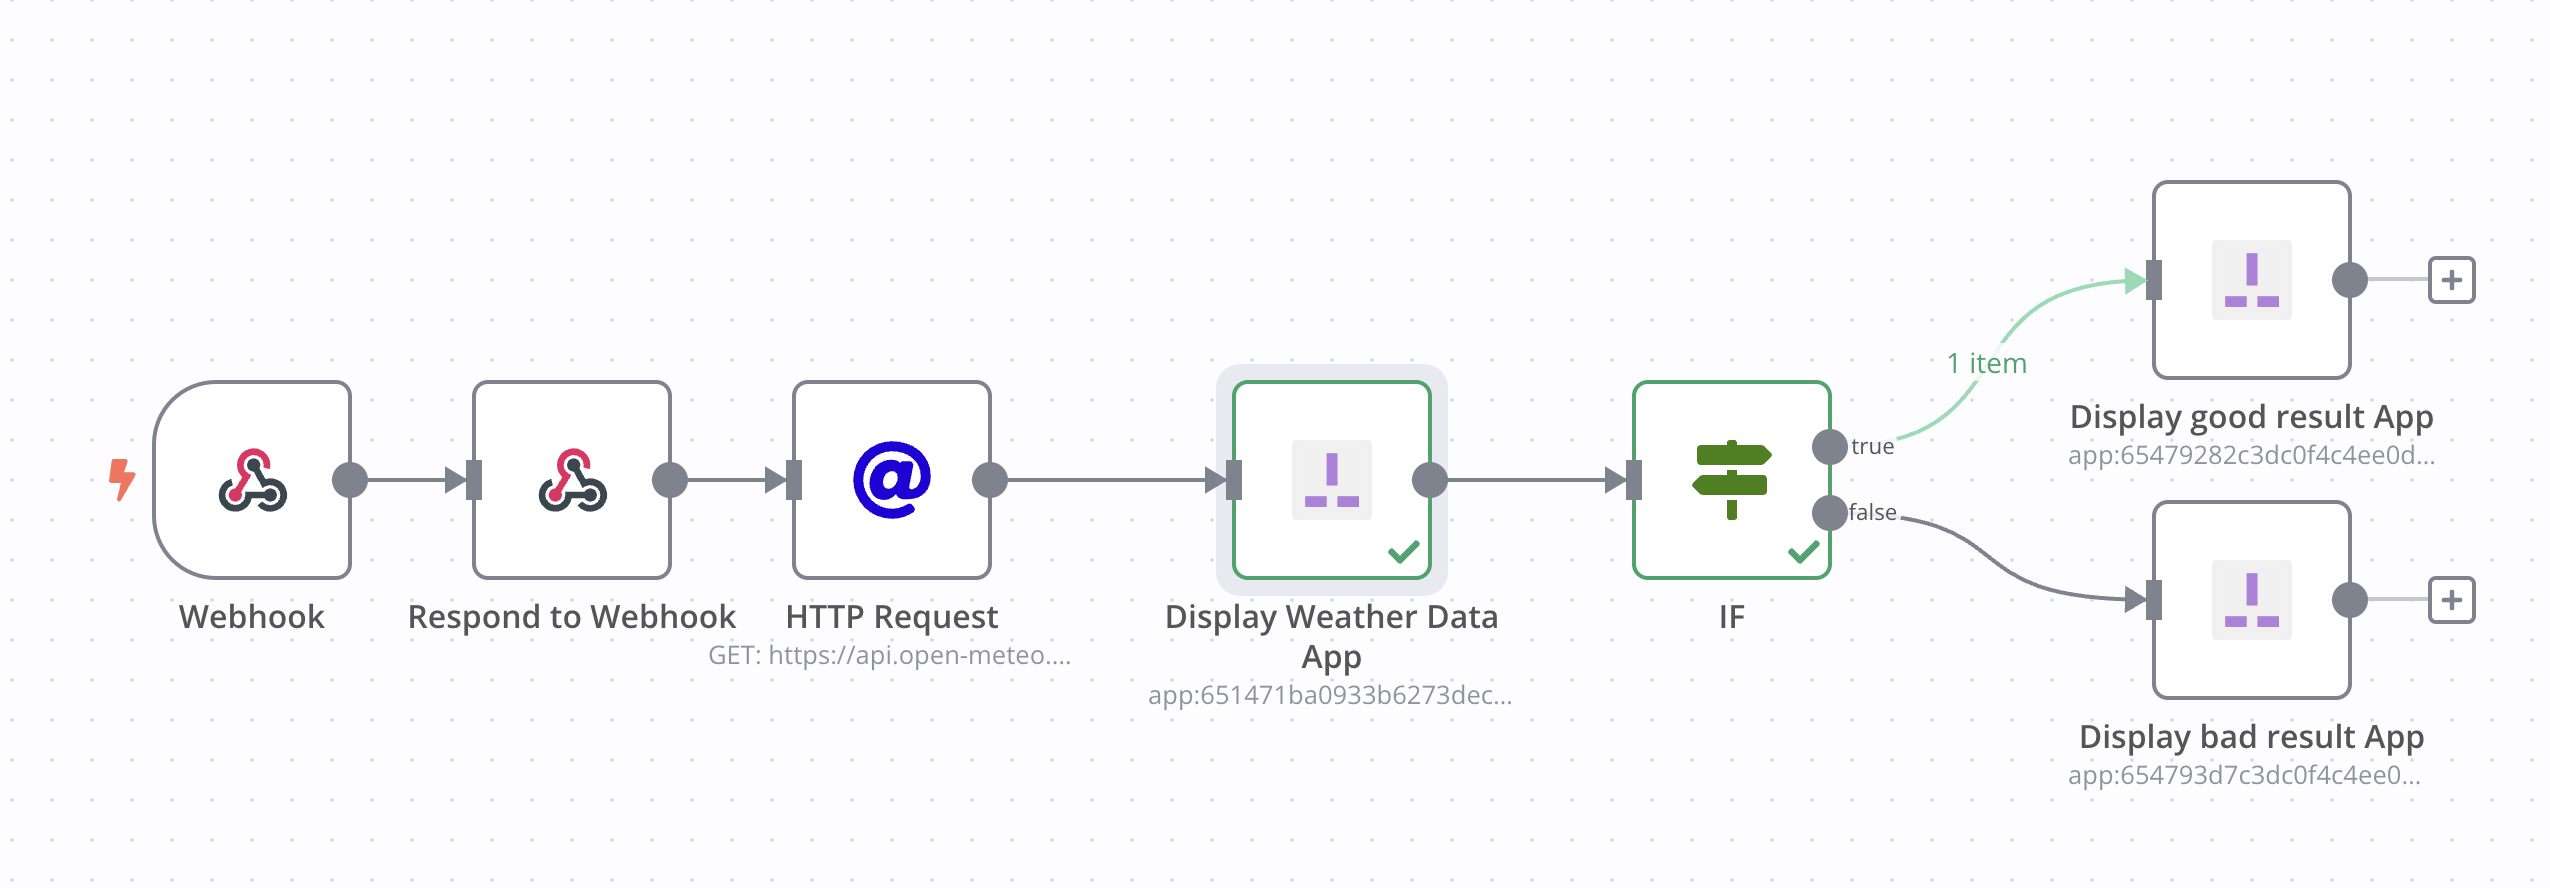 Webhook
Respond to Webhook
HTTP Request
GET: https://api.open-meteo....
Display Weather Data
App
app:651471ba0933b6273dec...
IF
true
false
1 item
Display good result App
app:65479282c3dc0f4c4ee0d...
Display bad result App
app:654793d7c3dc0f4c4ee0...